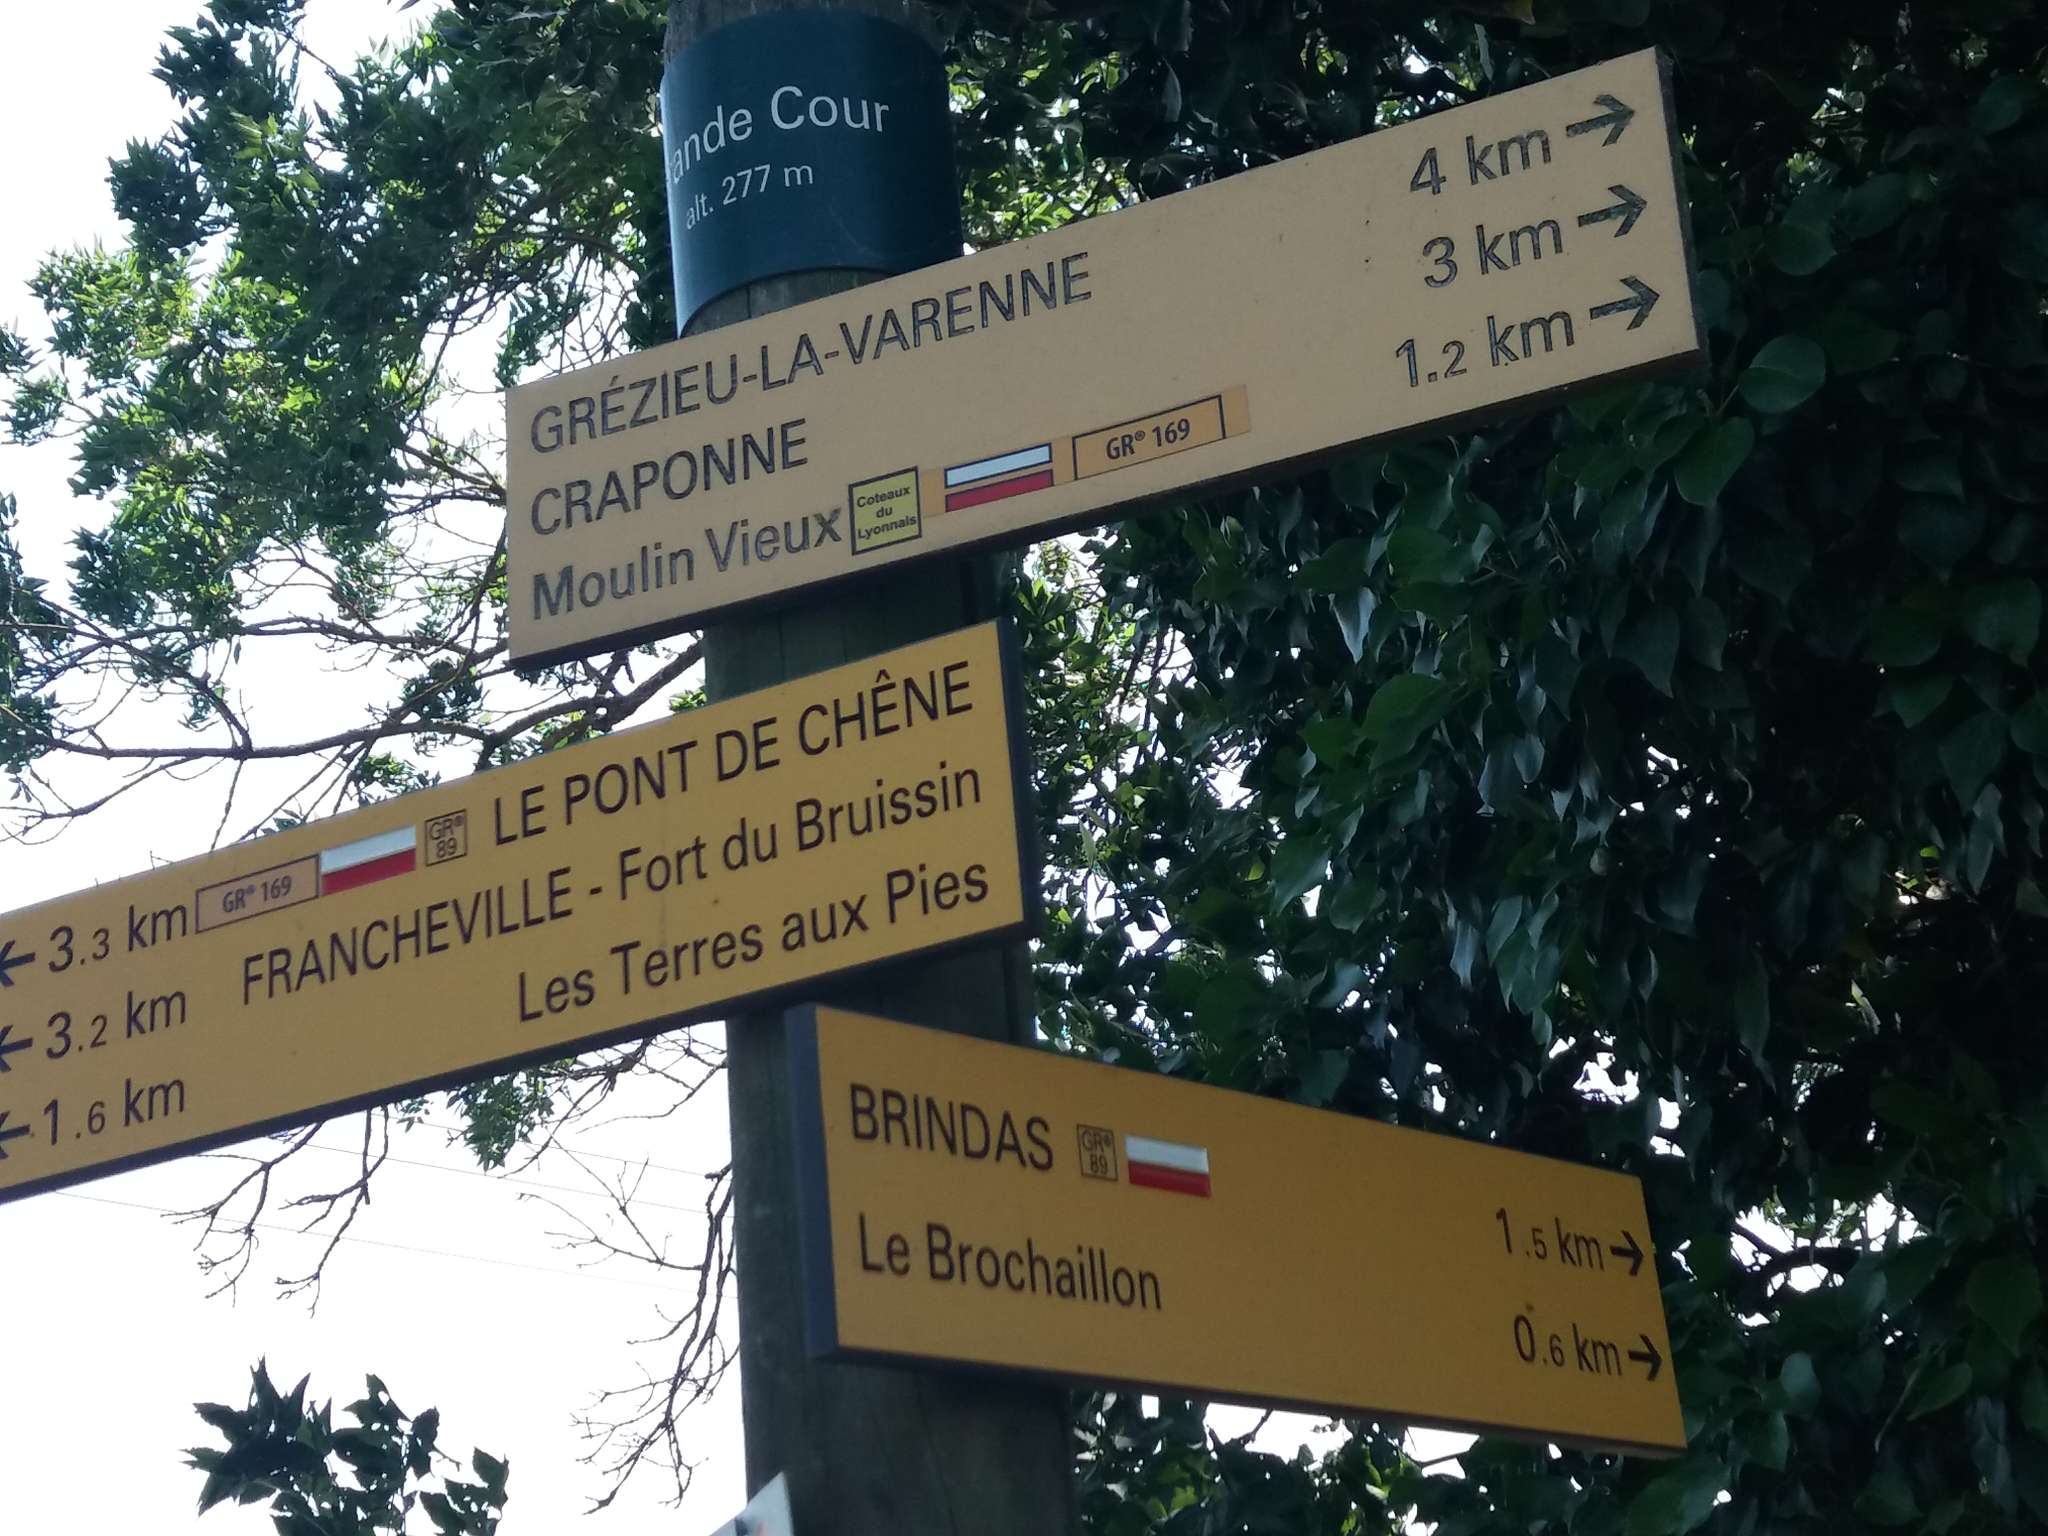 Cour
alt. 277 m
GRÉZIEU-LA-VARENNE 4 km →
CRAPONNE 3 km →
Moulin Vieux Coteaux du Lyonnais GR® 169 1.2 km →
← 3.3 km GR® 169 GR® 89 LE PONT DE CHÊNE
← 3.2 km FRANCHEVILLE - Fort du Bruissin
← 1.6 km Les Terres aux Pies
BRINDAS GR® 89 1.5 km →
Le Brochaillon 0.6 km →